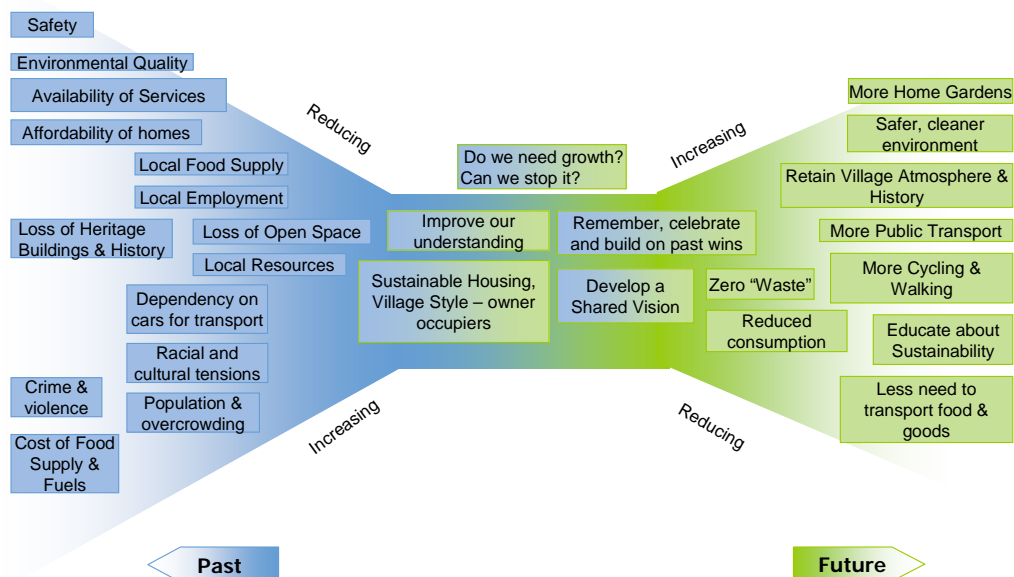 Safety
Environmental Quality
Availability of Services
Affordability of homes
Local Food Supply
Local Employment
Loss of Heritage
Buildings & History
Loss of Open Space
Local Resources
Dependency on
cars for transport
Racial and
cultural tensions
Crime &
violence
Population &
overcrowding
Cost of Food
Supply &
Fuels
Reducing
Increasing
Do we need growth?
Can we stop it?
Improve our
understanding
Remember, celebrate
and build on past wins
Sustainable Housing,
Village Style – owner
occupiers
Develop a
Shared Vision
Increasing
Reducing
More Home Gardens
Safer, cleaner
environment
Retain Village Atmosphere &
History
More Public Transport
More Cycling &
Walking
Zero “Waste”
Reduced
consumption
Educate about
Sustainability
Less need to
transport food &
goods
Past
Future